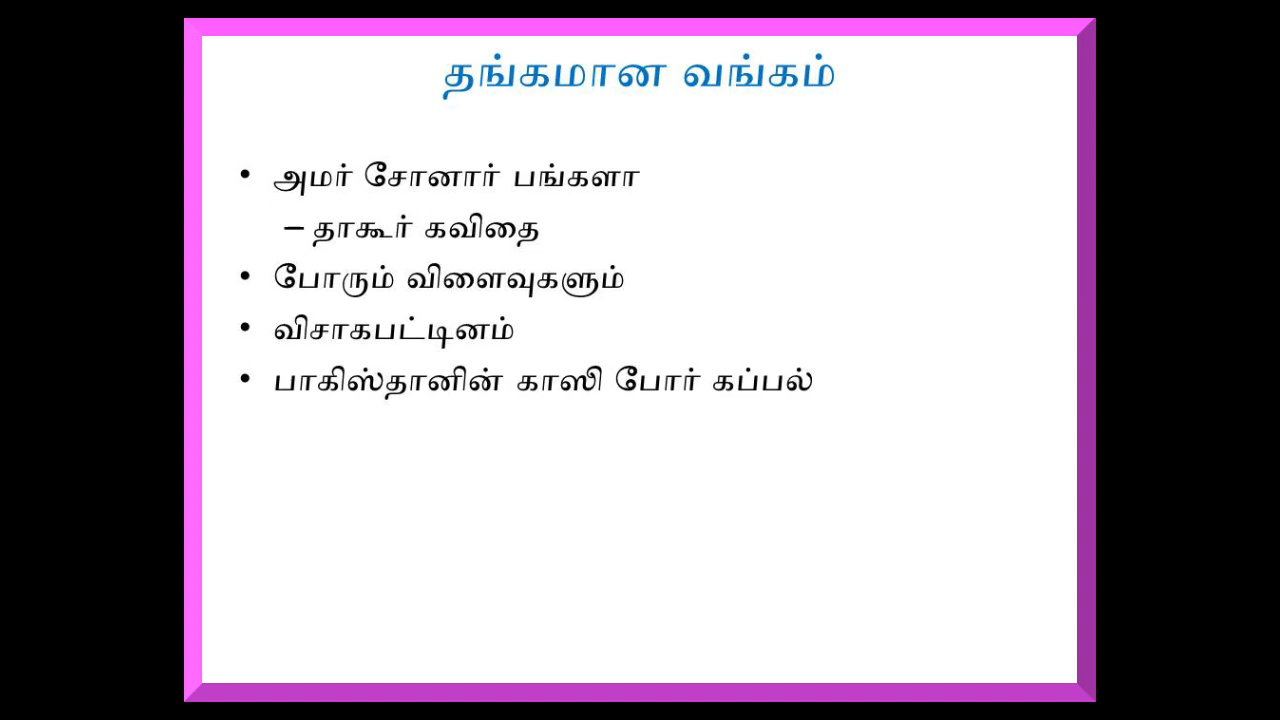 தங்கமான வங்கம்
• அமர் சோனார் பங்களா
– தாகூர் கவிதை
• போரும் விளைவுகளும்
• விசாகபட்டினம்
• பாகிஸ்தானின் காஸி போர் கப்பல்